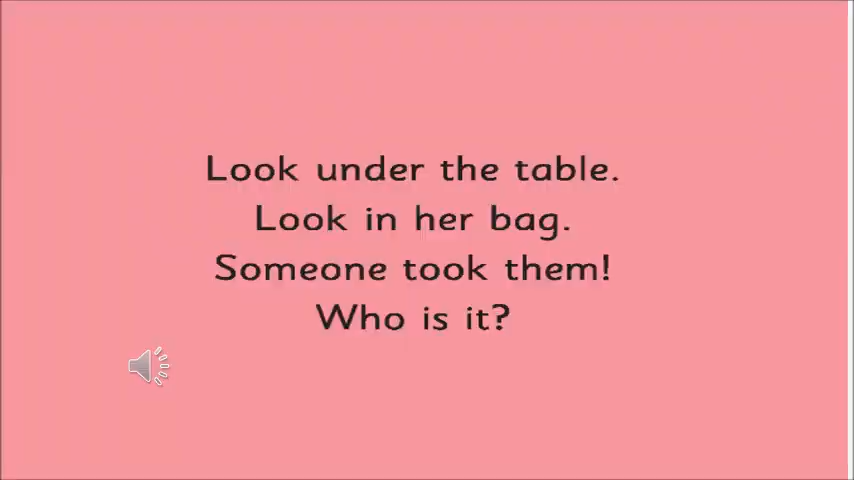 Look under the table.
Look in her bag.
Someone took them!
Who is it?